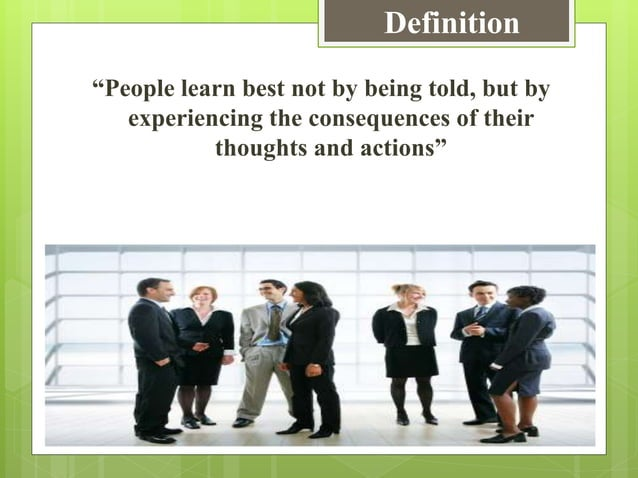 Definition
“People learn best not by being told, but by
experiencing the consequences of their
thoughts and actions”